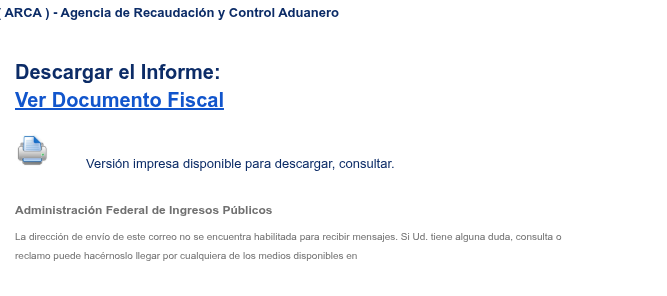 ( ARCA ) - Agencia de Recaudación y Control Aduanero
Descargar el Informe:
Ver Documento Fiscal
Versión impresa disponible para descargar, consultar.
Administración Federal de Ingresos Públicos
La dirección de envío de este correo no se encuentra habilitada para recibir mensajes. Si Ud. tiene alguna duda, consulta o
reclamo puede hacérnoslo llegar por cualquiera de los medios disponibles en